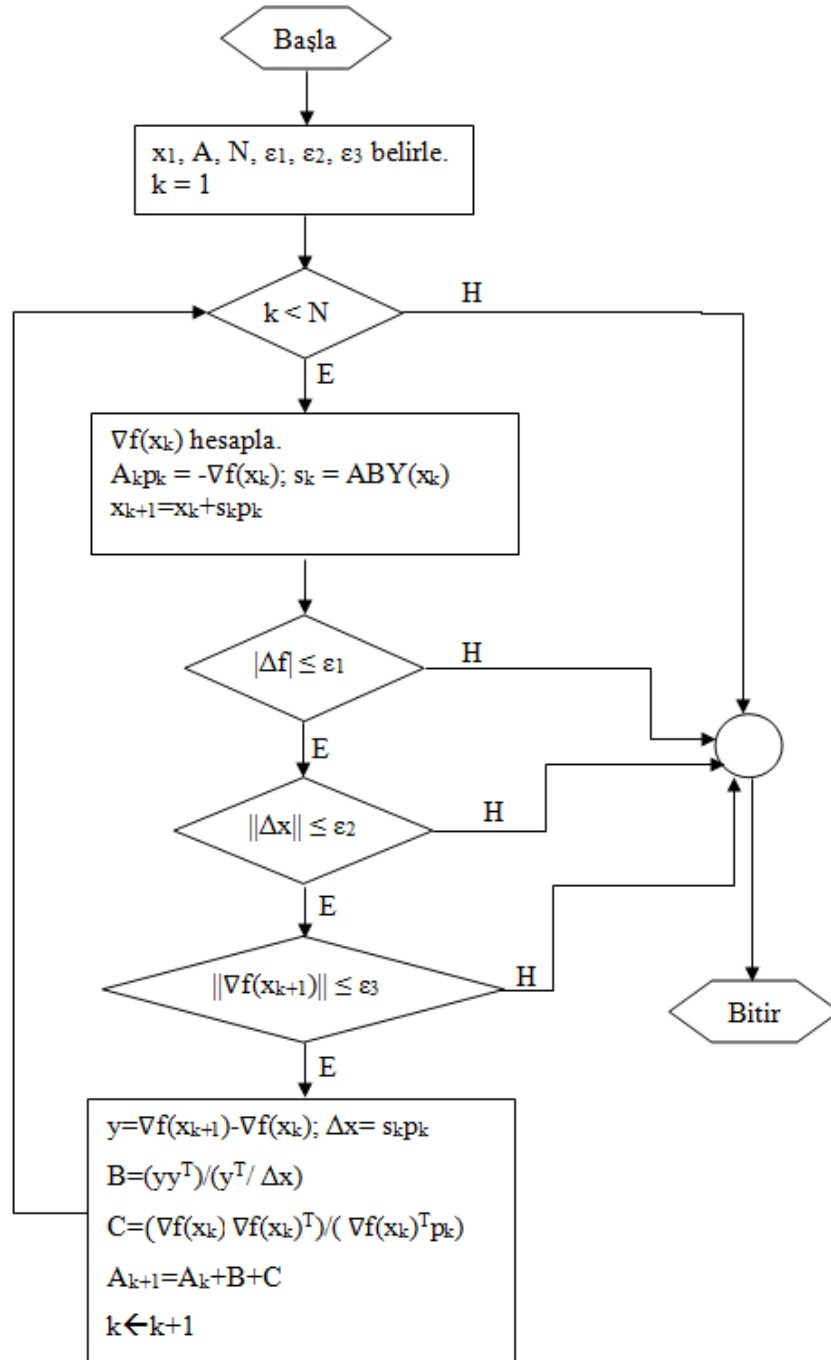 Başla
x₁, A, N, ε₁, ε₂, ε₃ belirle.
k = 1
k < N
H
E
∇f(xₖ) hesapla.
Aₖpₖ = -∇f(xₖ); sₖ = ABY(xₖ)
xₖ₊₁=xₖ+sₖpₖ
|Δf| ≤ ε₁
H
E
||Δx|| ≤ ε₂
H
E
||∇f(xₖ₊₁)|| ≤ ε₃
H
Bitir
E
y=∇f(xₖ₊₁)-∇f(xₖ); Δx= sₖpₖ
B=(yyᵀ)/(yᵀ/ Δx)
C=(∇f(xₖ) ∇f(xₖ)ᵀ)/( ∇f(xₖ)ᵀpₖ)
Aₖ₊₁=Aₖ+B+C
k←k+1